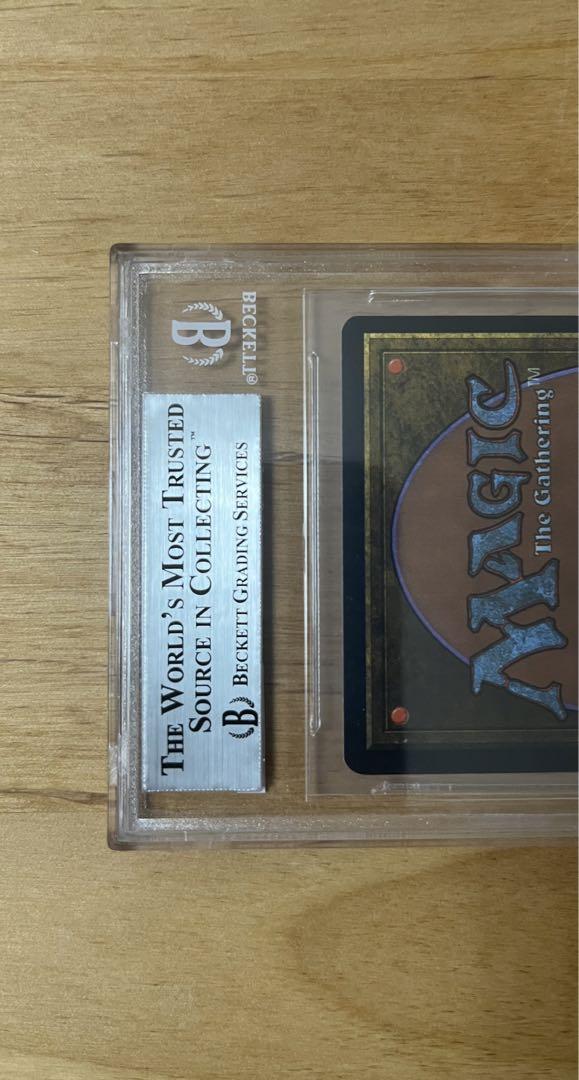 BECKETT®
B
THE WORLD'S MOST TRUSTED
SOURCE IN COLLECTING™
B BECKETT GRADING SERVICES
MAGIC
The Gathering™